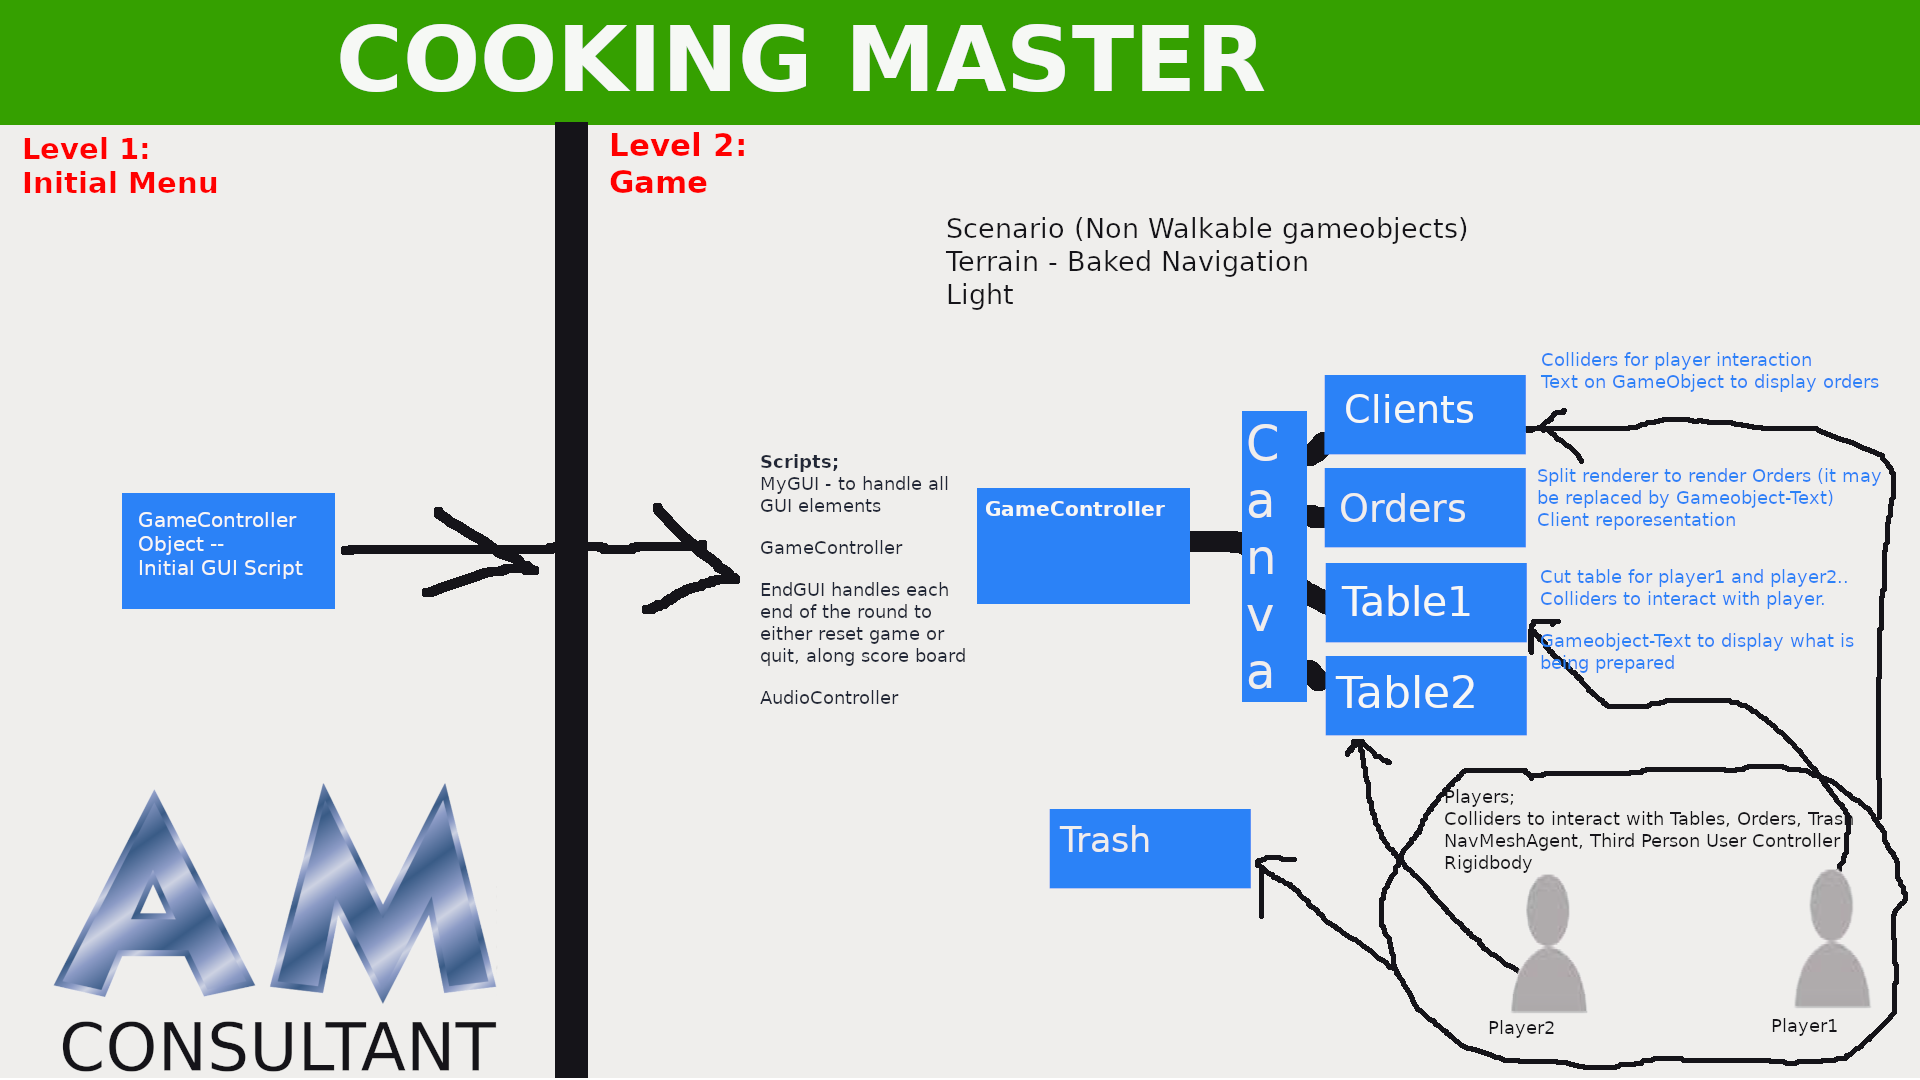 COOKING MASTER
Level 1:
Initial Menu
Level 2:
Game
Scenario (Non Walkable gameobjects)
Terrain - Baked Navigation
Light
GameController
Object --
Initial GUI Script
Scripts;
MyGUI - to handle all
GUI elements
GameController
EndGUI handles each
end of the round to
either reset game or
quit, along score board
AudioController
GameController
C
a
n
v
a
Clients
Orders
Table1
Table2
Colliders for player interaction
Text on GameObject to display orders
Split renderer to render Orders (it may
be replaced by Gameobject-Text)
Client reporesentation
Cut table for player1 and player2..
Colliders to interact with player.
Gameobject-Text to display what is
being prepared
Trash
Players;
Colliders to interact with Tables, Orders, Trash
NavMeshAgent, Third Person User Controller
Rigidbody
Player2
Player1
AM
CONSULTANT